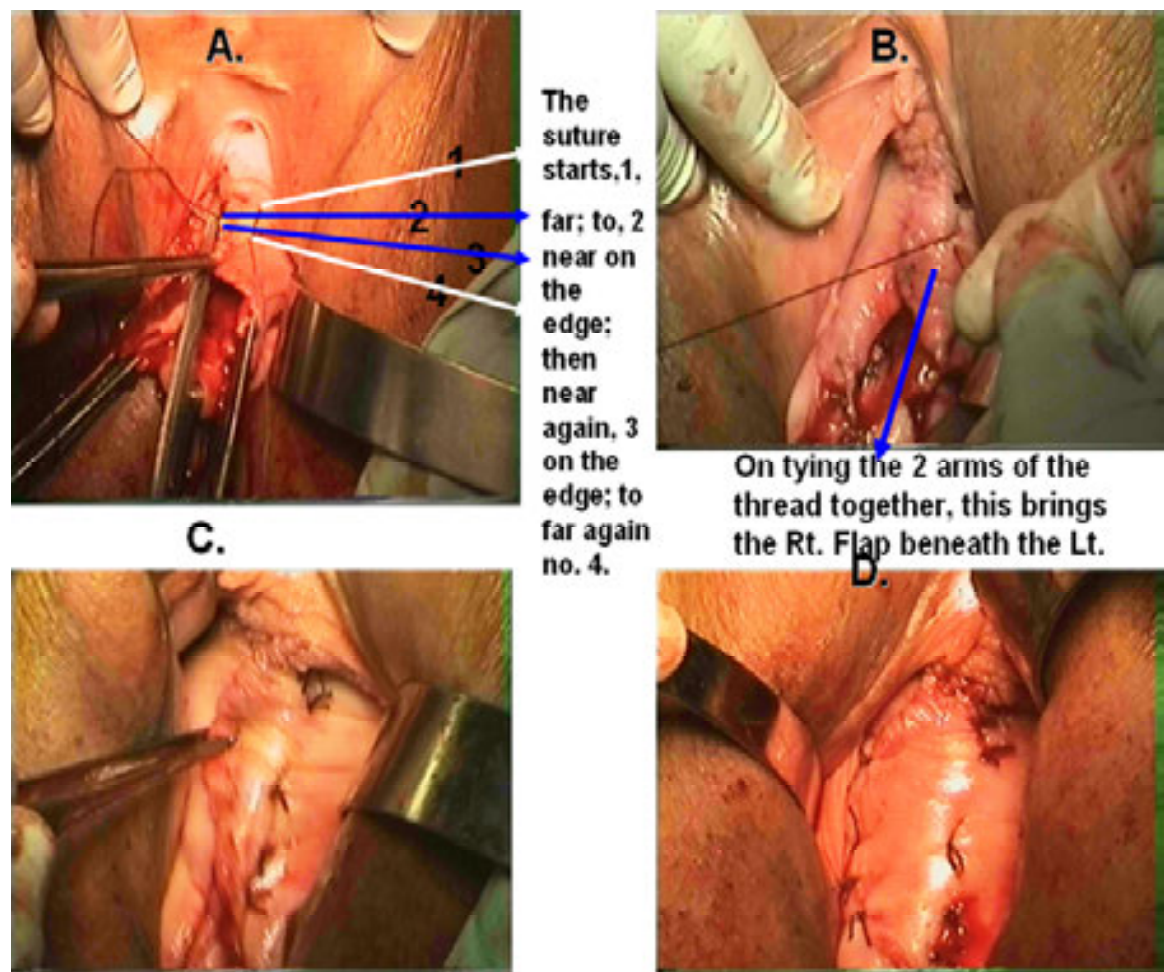 A.
B.
1
2
3
4
The
suture
starts,1,
far; to, 2
near on
the
edge;
then
near
again, 3
on the
edge; to
far again
no. 4.
On tying the 2 arms of the
thread together, this brings
the Rt. Flap beneath the Lt.
C.
D.